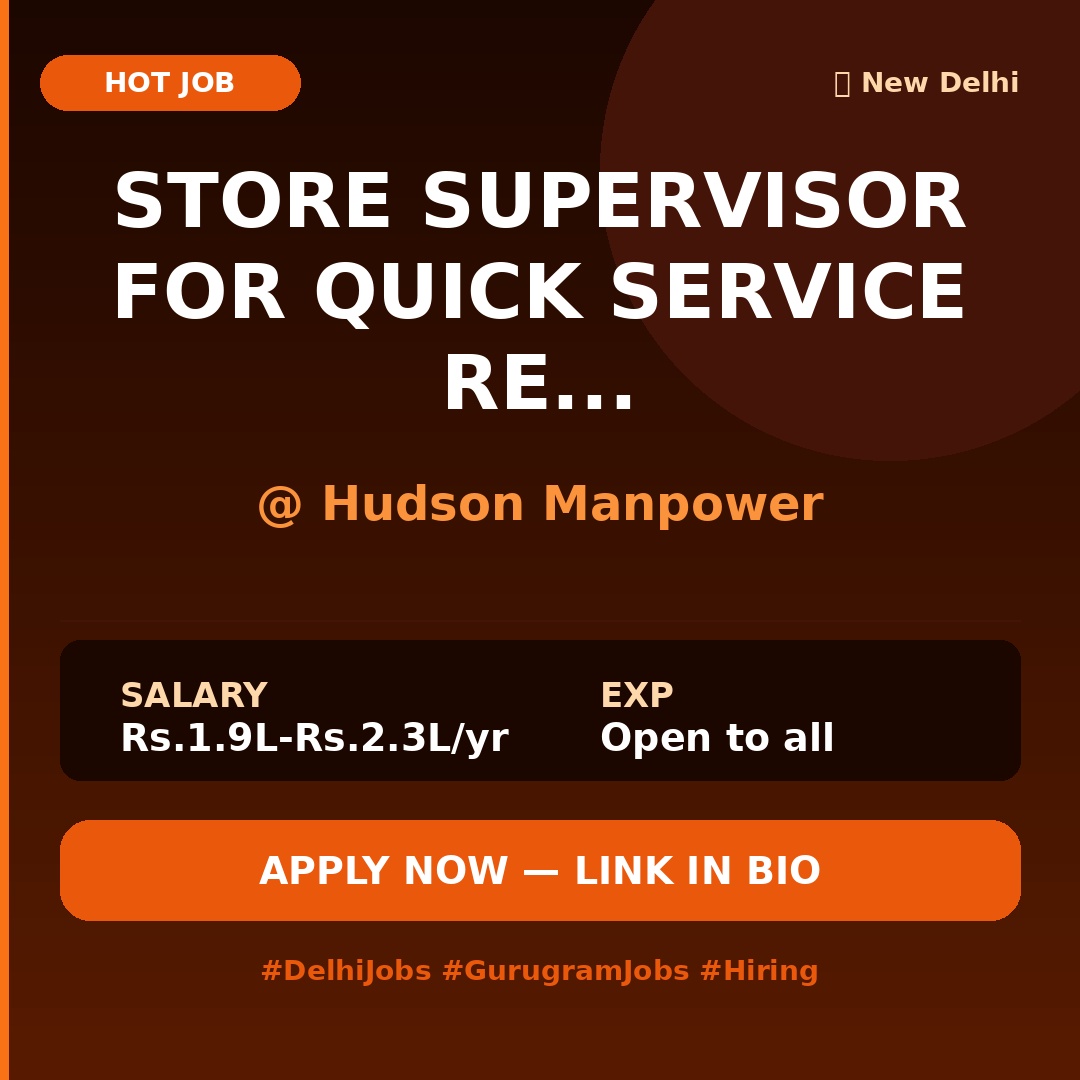 HOT JOB
▯ New Delhi
STORE SUPERVISOR
FOR QUICK SERVICE
RE...
@ Hudson Manpower
SALARY
Rs.1.9L-Rs.2.3L/yr
EXP
Open to all
APPLY NOW — LINK IN BIO
#DelhiJobs #GurugramJobs #Hiring